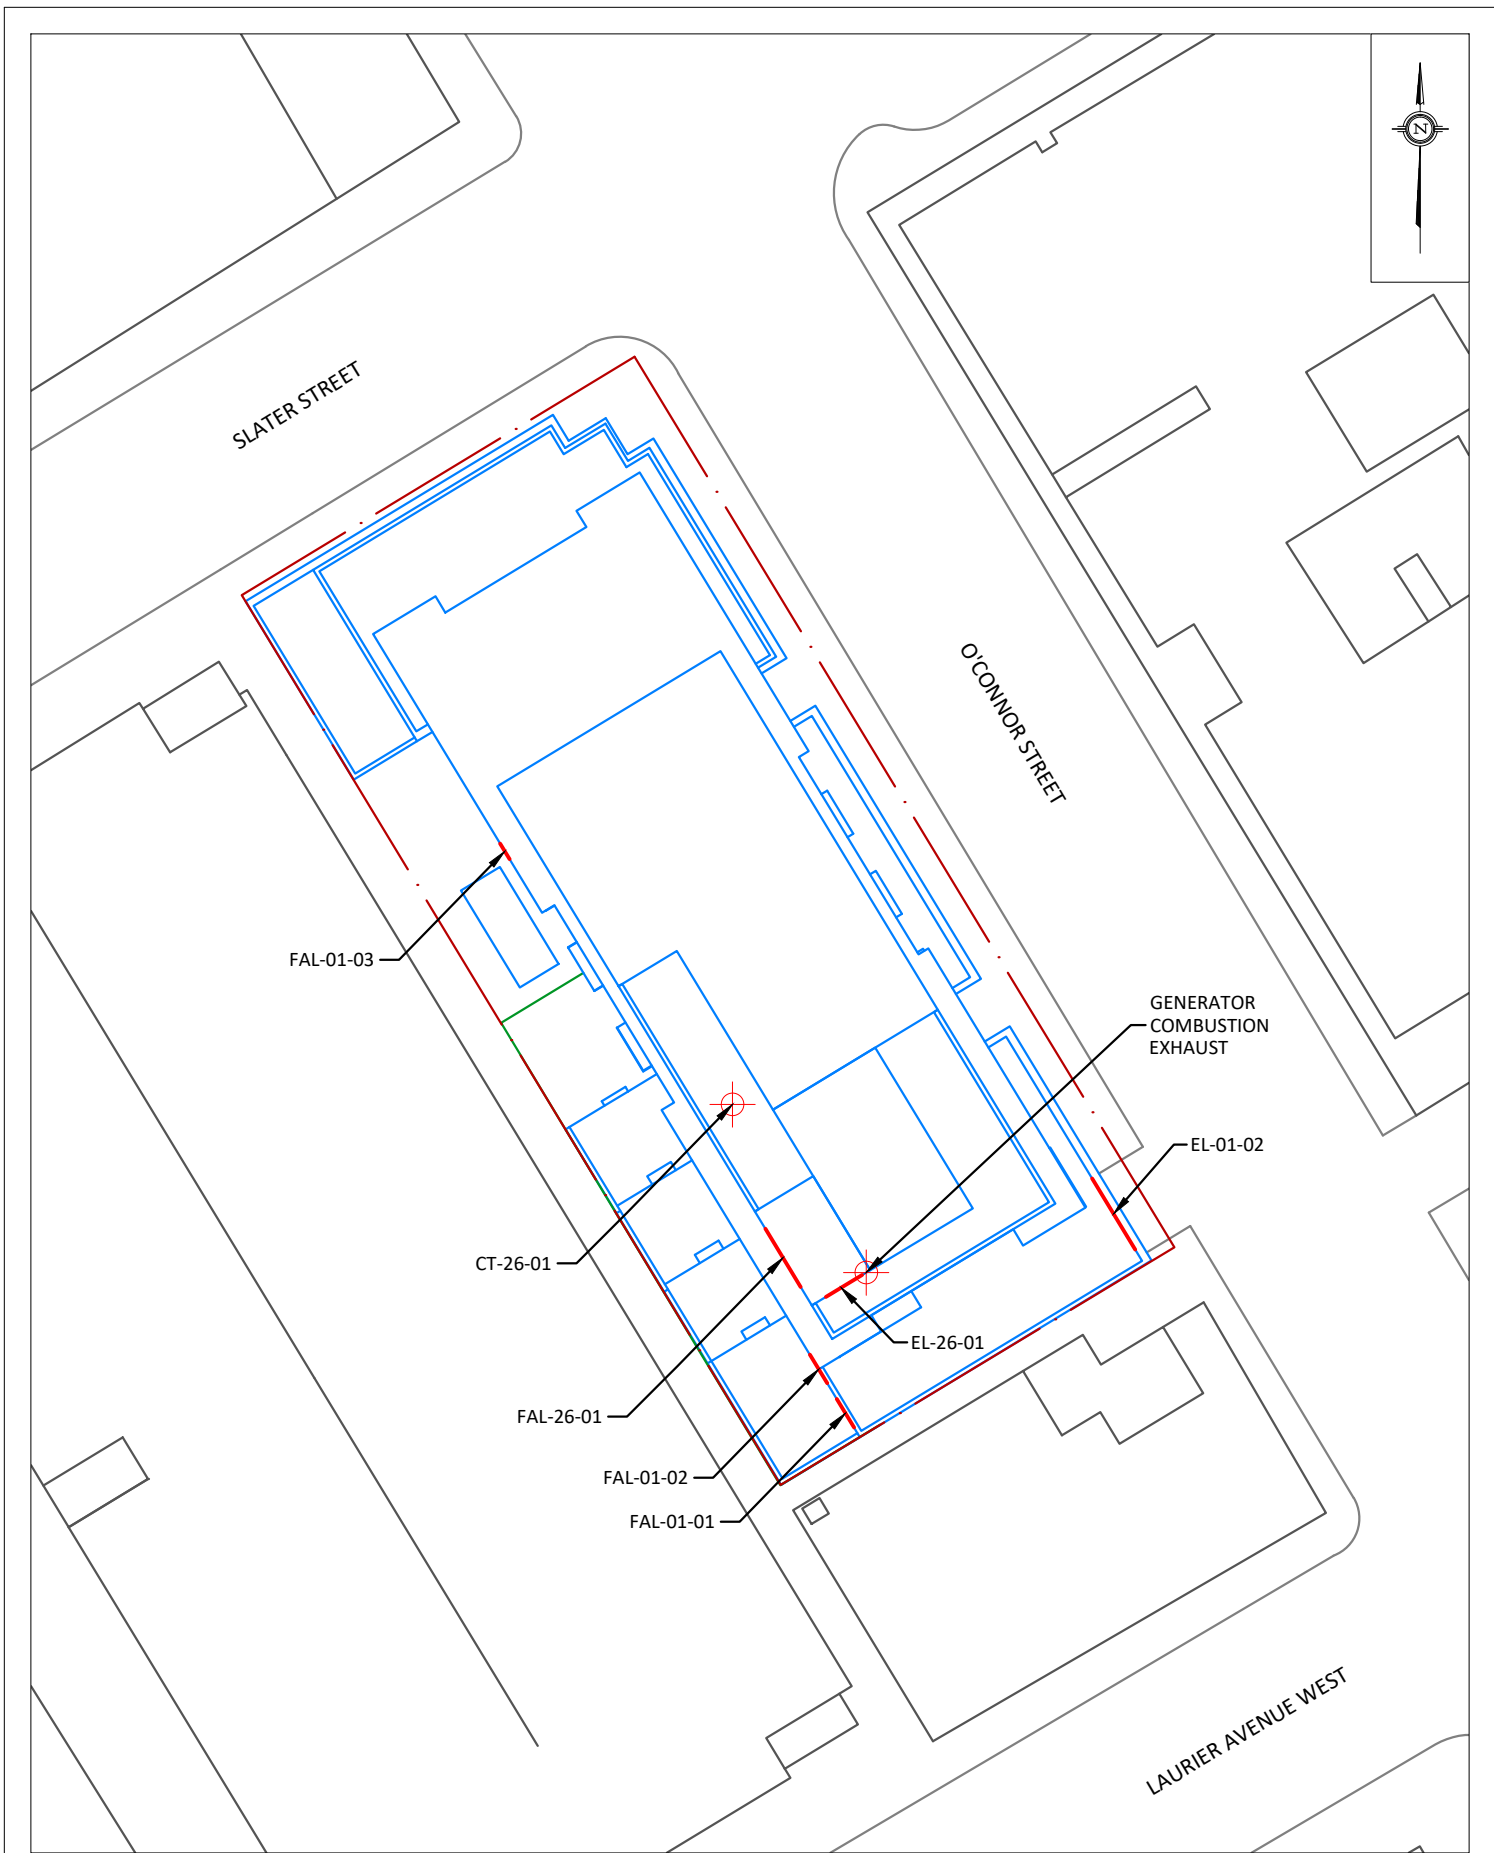 N
SLATER STREET
O'CONNOR STREET
FAL-01-03
GENERATOR
COMBUSTION
EXHAUST
EL-01-02
CT-26-01
EL-26-01
FAL-26-01
FAL-01-02
FAL-01-01
LAURIER AVENUE WEST